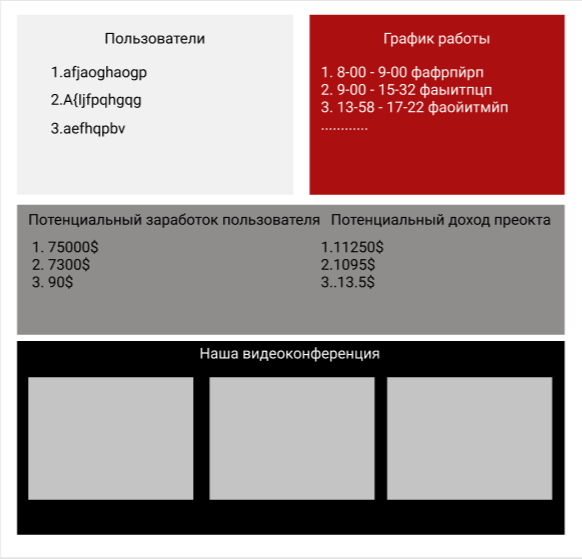 Пользователи
1.afjaoghaogp
2.A{Ijfpqhgqg
3.aefhqpbv
График работы
1. 8-00 - 9-00 фафрпйрп
2. 9-00 - 15-32 фаыитпцп
3. 13-58 - 17-22 фаойитмйп
............
Потенциальный заработок пользователя
1. 75000$
2. 7300$
3. 90$
Потенциальный доход преокта
1.11250$
2.1095$
3..13.5$
Наша видеоконференция